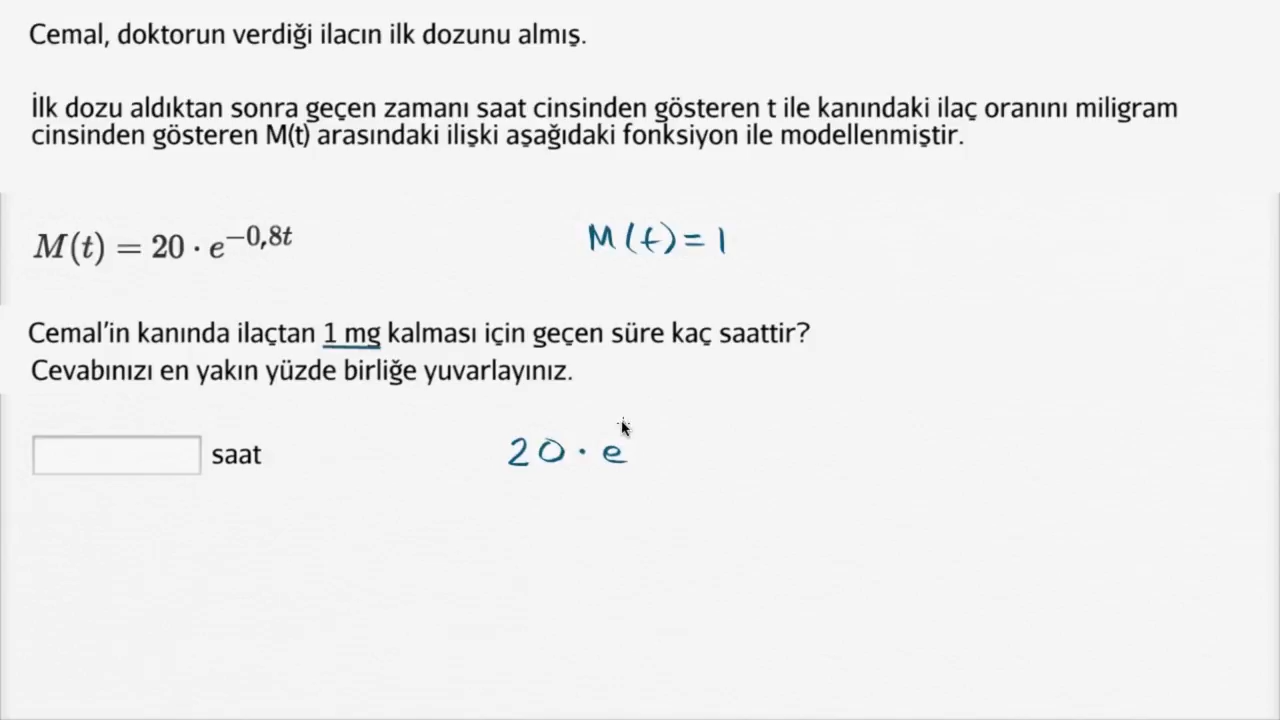 Cemal, doktorun verdiği ilacın ilk dozunu almış.
İlk dozu aldıktan sonra geçen zamanı saat cinsinden gösteren t ile kanındaki ilaç oranını miligram
cinsinden gösteren M(t) arasındaki ilişki aşağıdaki fonksiyon ile modellenmiştir.
M(t) = 20 · e^{-0,8t}
M(t) = 1
Cemal'in kanında ilaçtan 1 mg kalması için geçen süre kaç saattir?
Cevabınızı en yakın yüzde birliğe yuvarlayınız.
saat
20 · e